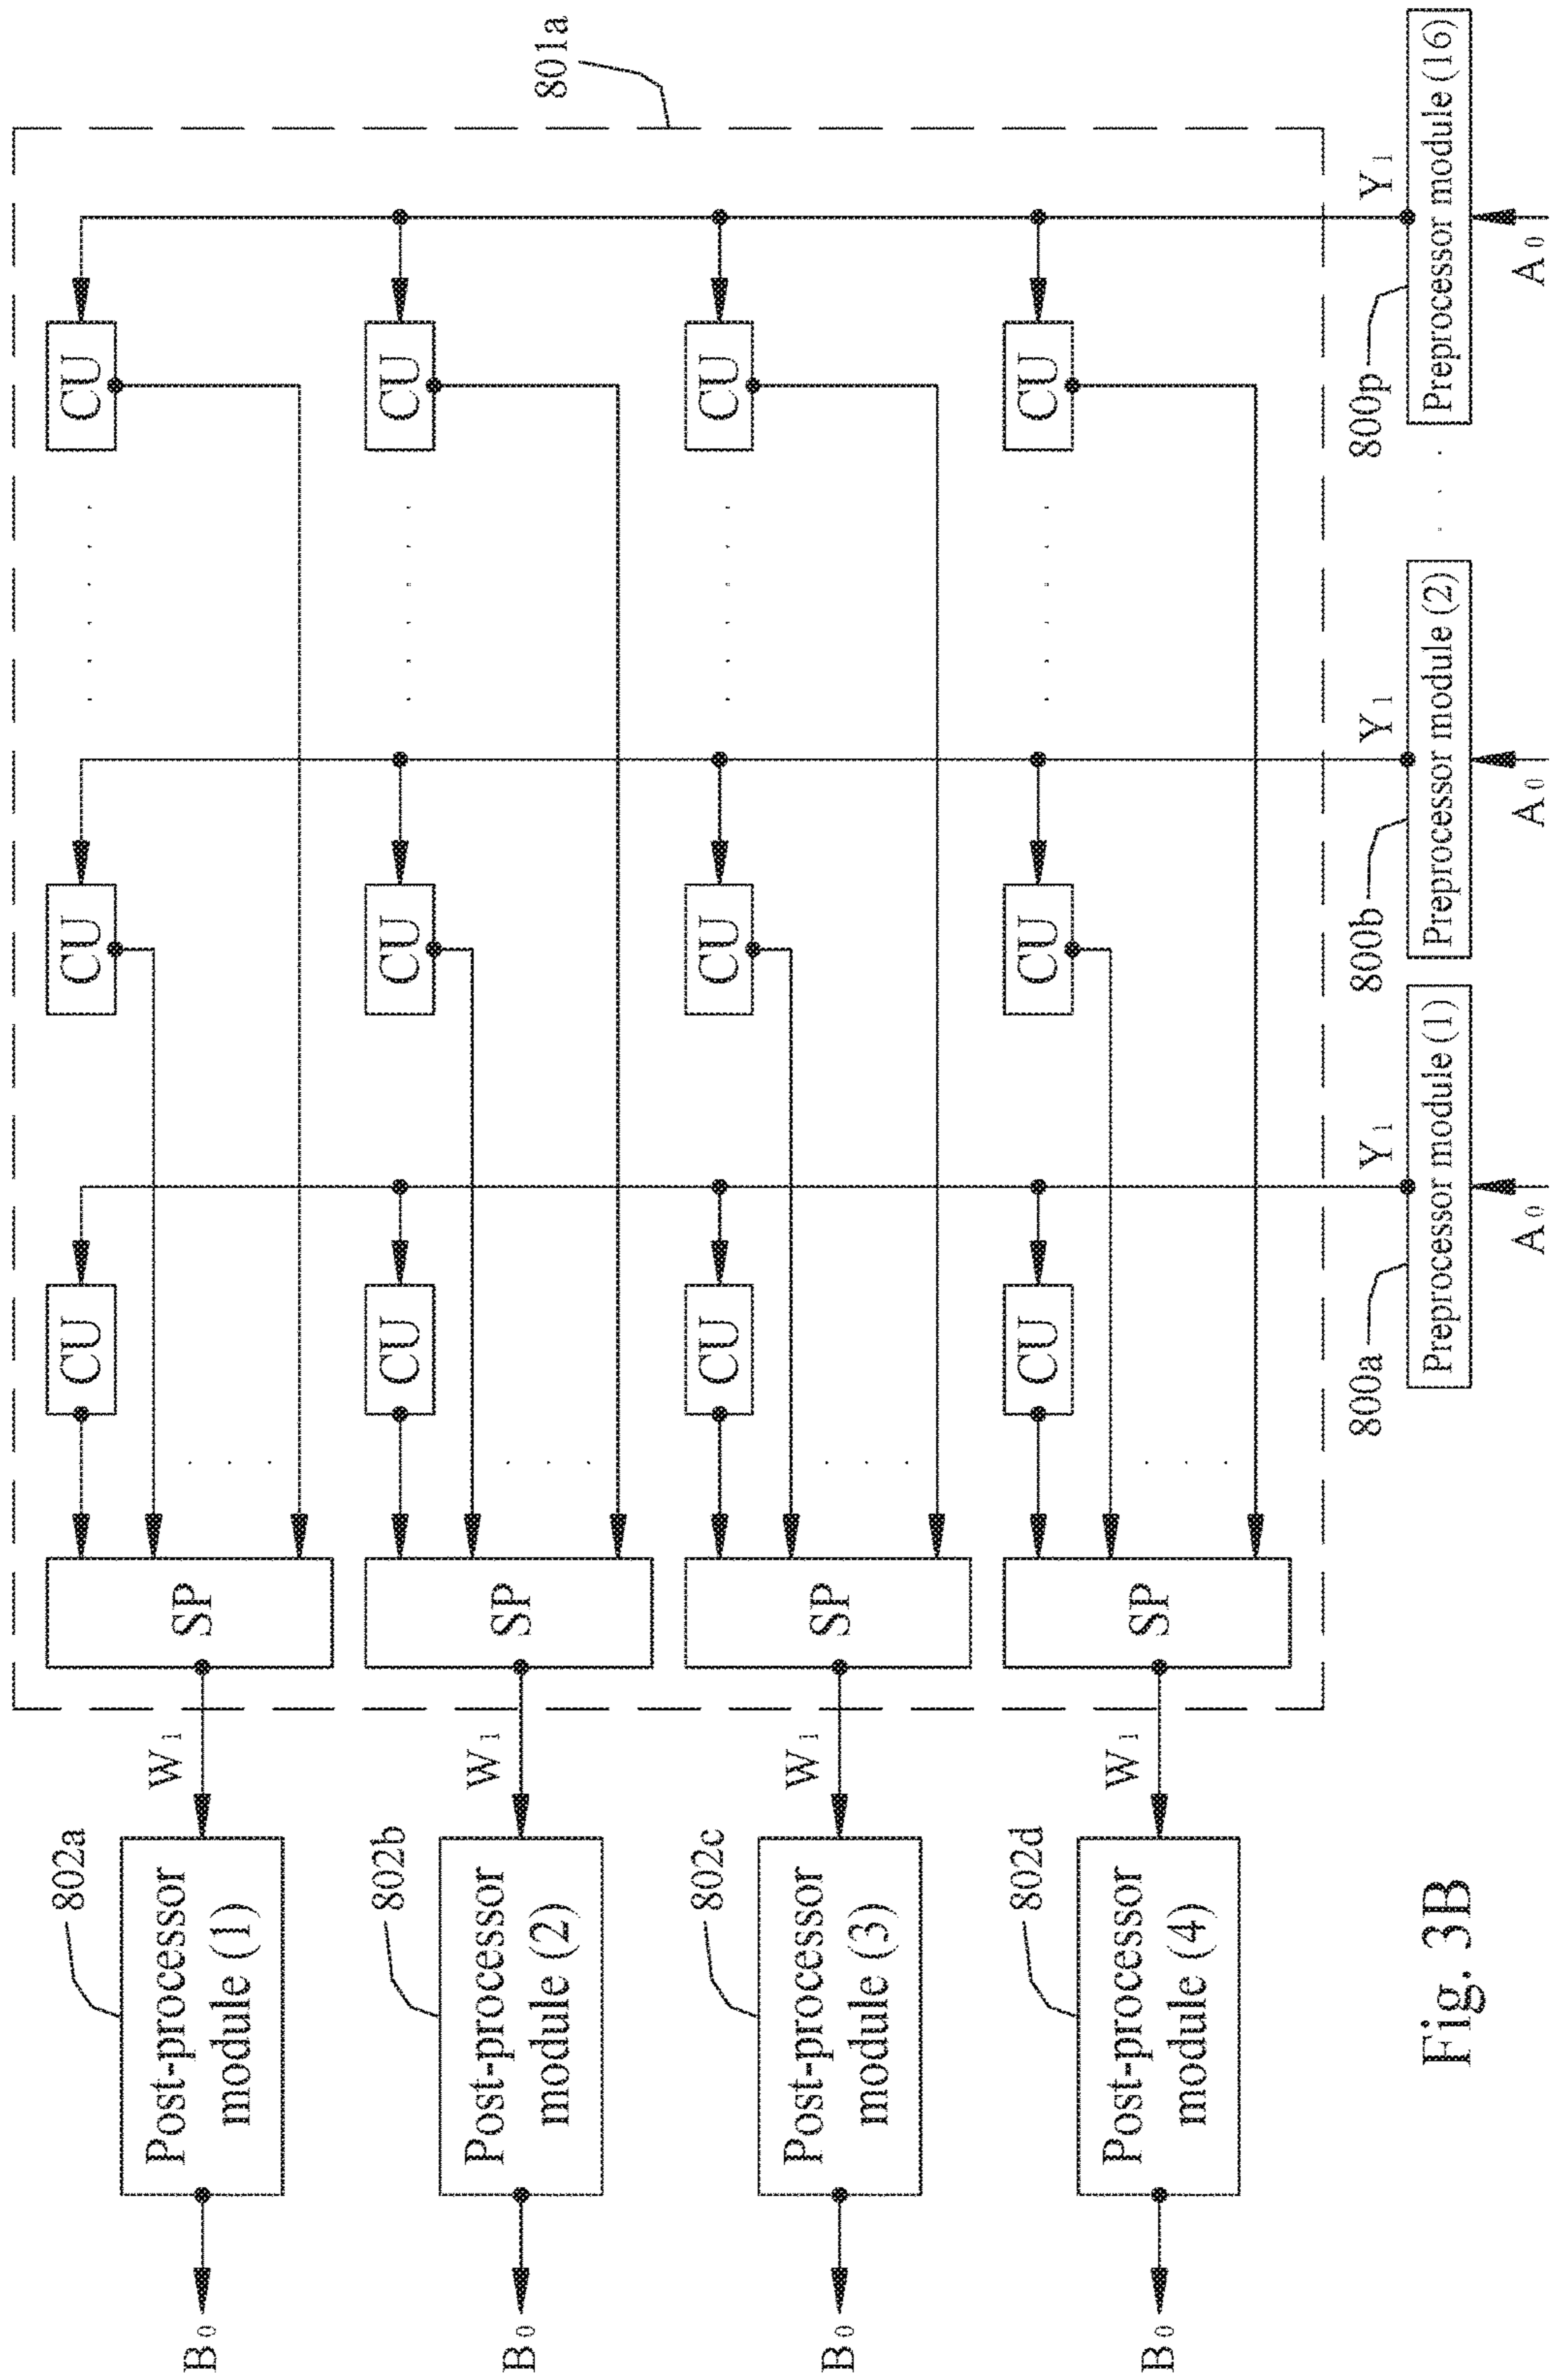 802a
B₀
Post-processor
module (1)
W₁
SP
CU
CU
CU
802b
B₀
Post-processor
module (2)
W₁
SP
CU
CU
CU
801a
802c
B₀
Post-processor
module (3)
W₁
SP
CU
CU
CU
802d
B₀
Post-processor
module (4)
W₁
SP
CU
CU
CU
800a
Y₁
800b
Y₁
800p
Y₁
Preprocessor module (1)
Preprocessor module (2)
Preprocessor module (16)
A₀
A₀
A₀
Fig. 3B